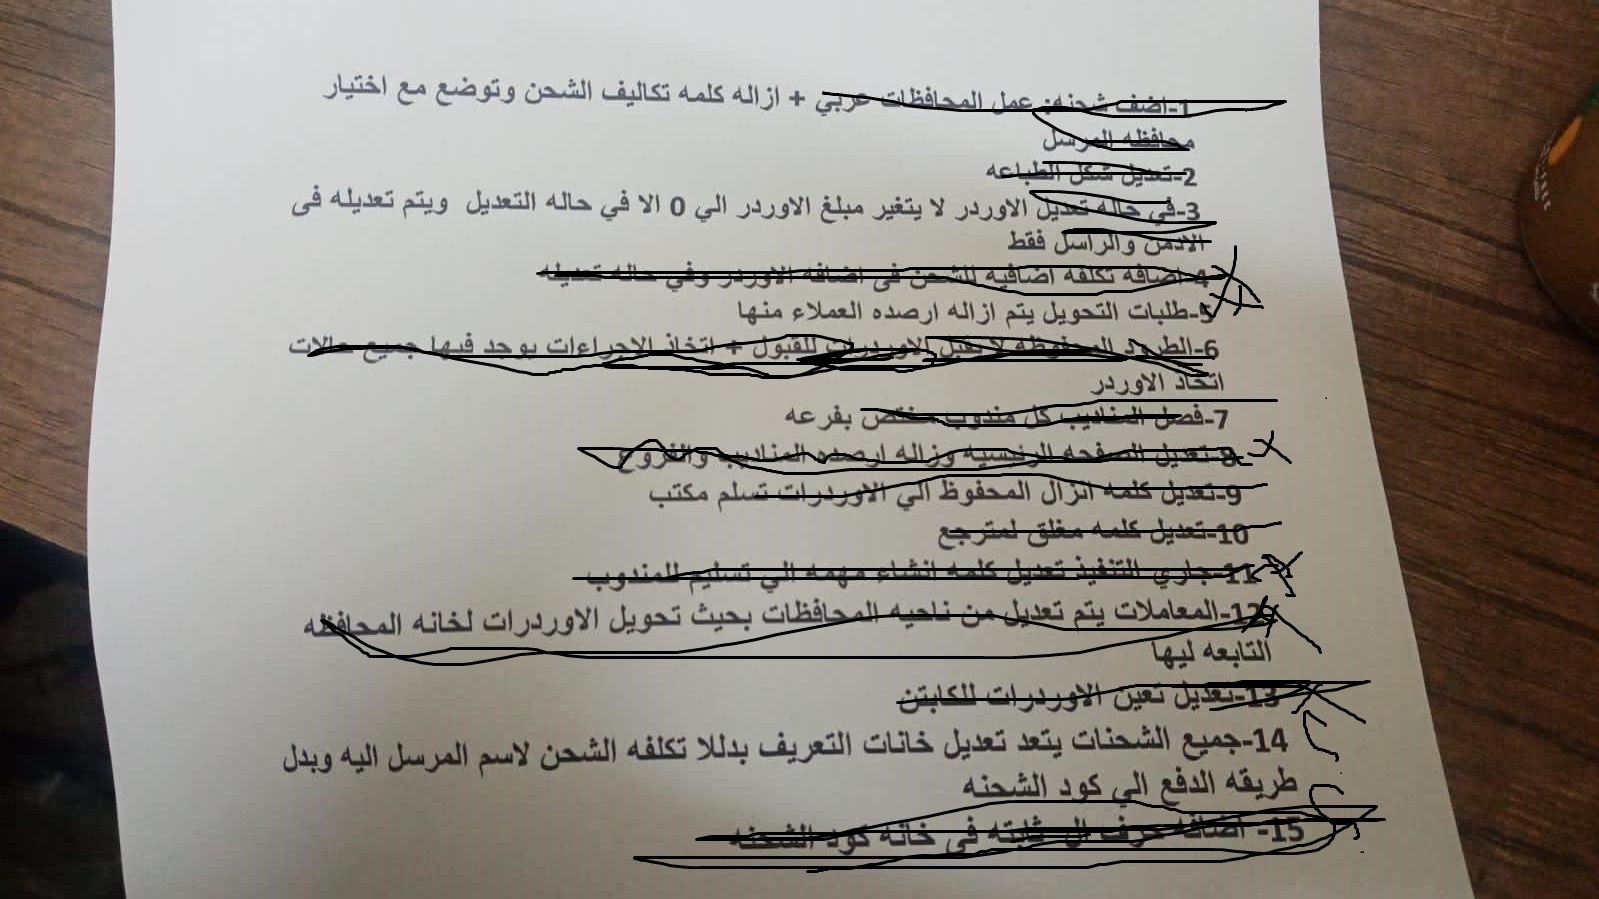 1-اضف شحنه: عمل المحافظات عربي + ازاله كلمه تكاليف الشحن وتوضع مع اختيار
محافظه المرسل
2-تعديل شكل الطباعه
3-في حاله تعديل الاوردر لا يتغير مبلغ الاوردر الي 0 الا في حاله التعديل ويتم تعديله فى
الادمن والراسل فقط
4-اضافه تكلفه اضافيه للشحن فى اضافه الاوردر وفي حاله تعديله
5-طلبات التحويل يتم ازاله ارصده العملاء منها
6-الطرود المحفوظه لا يقبل الاوردرات للقبول + اتخاذ الاجراءات يوجد فيها جميع حالات
اتخاد الاوردر
7-فصل المناديب كل مندوب مختص بفرعه
8-تعديل الصفحه الرئيسيه وزاله ارصده المناديب والفروع
9-تعديل كلمه انزال المحفوظ الي الاوردرات تسلم مكتب
10-تعديل كلمه مغلق لمترجع
11-جاري التنفيذ تعديل كلمه انشاء مهمه الي تسليم للمندوب
12-المعاملات يتم تعديل من ناحيه المحافظات بحيث تحويل الاوردرات لخانه المحافظه
التابعه ليها
13-تعديل تعين الاوردرات للكابتن
14-جميع الشحنات يتعد تعديل خانات التعريف بدللا تكلفه الشحن لاسم المرسل اليه وبدل
طريقه الدفع الي كود الشحنه
15- اضافه حرف ال ثابته في خانه كود الشحنه